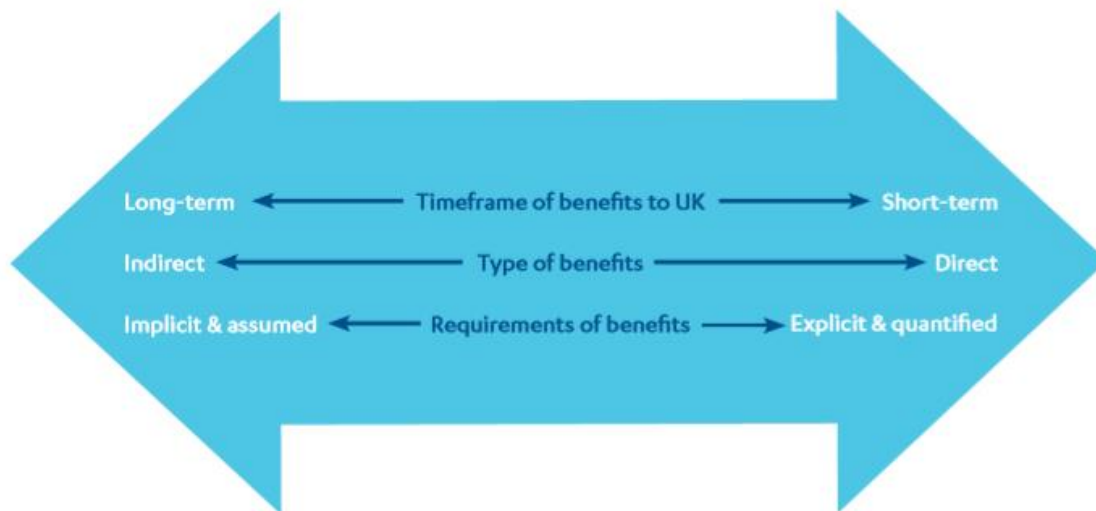 Long-term Timeframe of benefits to UK Short-term
Indirect Type of benefits Direct
Implicit & assumed Requirements of benefits Explicit & quantified